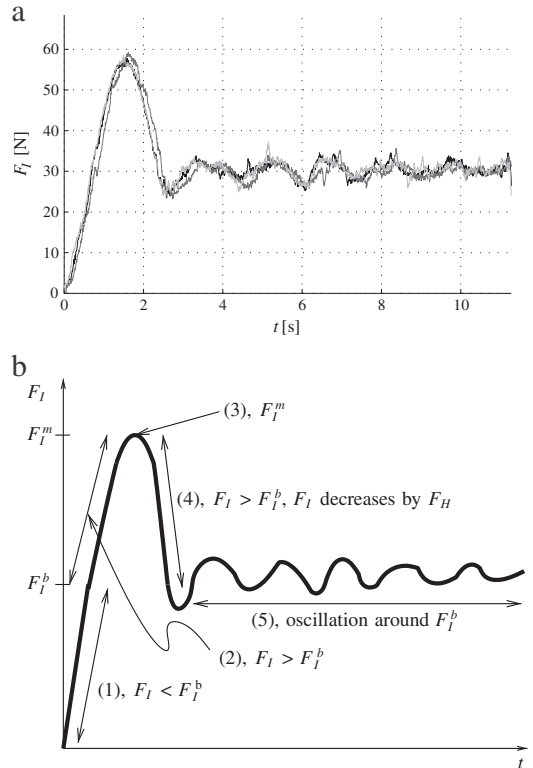 a
60
50
40
30
20
10
0
F_I [N]
0 2 4 6 8 10
t [s]
b
F_I
F_I^m
(3), F_I^m
(4), F_I > F_I^b, F_I decreases by F_H
F_I^b
(5), oscillation around F_I^b
(2), F_I > F_I^b
(1), F_I < F_I^b
t